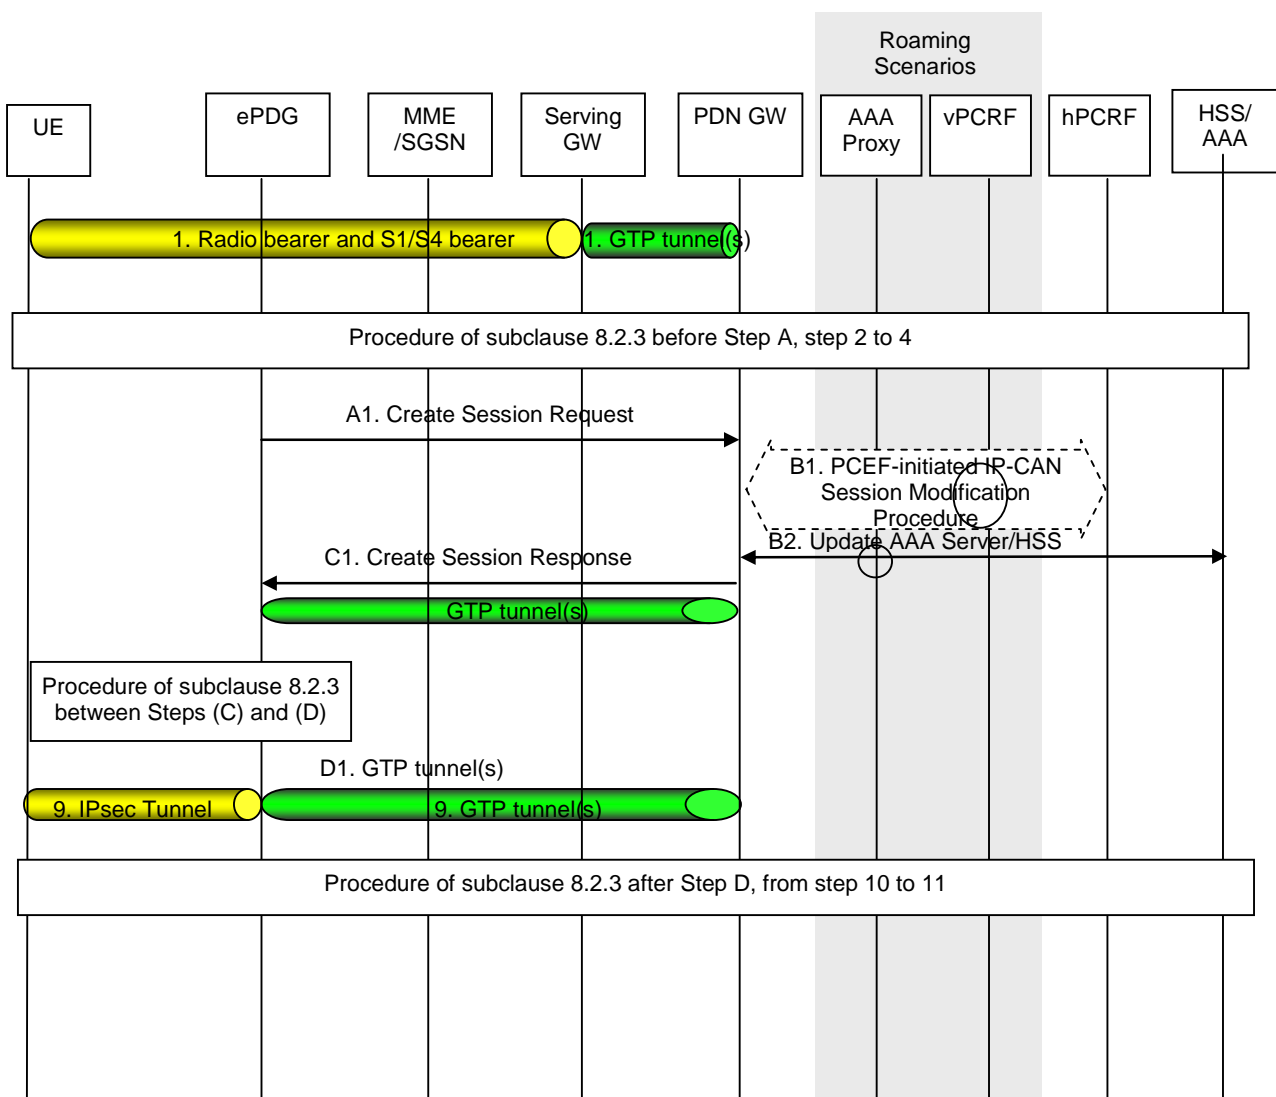 Roaming
Scenarios
UE
ePDG
MME
/SGSN
Serving
GW
PDN GW
AAA
Proxy
vPCRF
hPCRF
HSS/
AAA
1. Radio bearer and S1/S4 bearer
1. GTP tunnel(s)
Procedure of subclause 8.2.3 before Step A, step 2 to 4
A1. Create Session Request
B1. PCEF-initiated IP-CAN
Session Modification
Procedure
B2. Update AAA Server/HSS
C1. Create Session Response
GTP tunnel(s)
Procedure of subclause 8.2.3
between Steps (C) and (D)
D1. GTP tunnel(s)
9. IPsec Tunnel
9. GTP tunnel(s)
Procedure of subclause 8.2.3 after Step D, from step 10 to 11